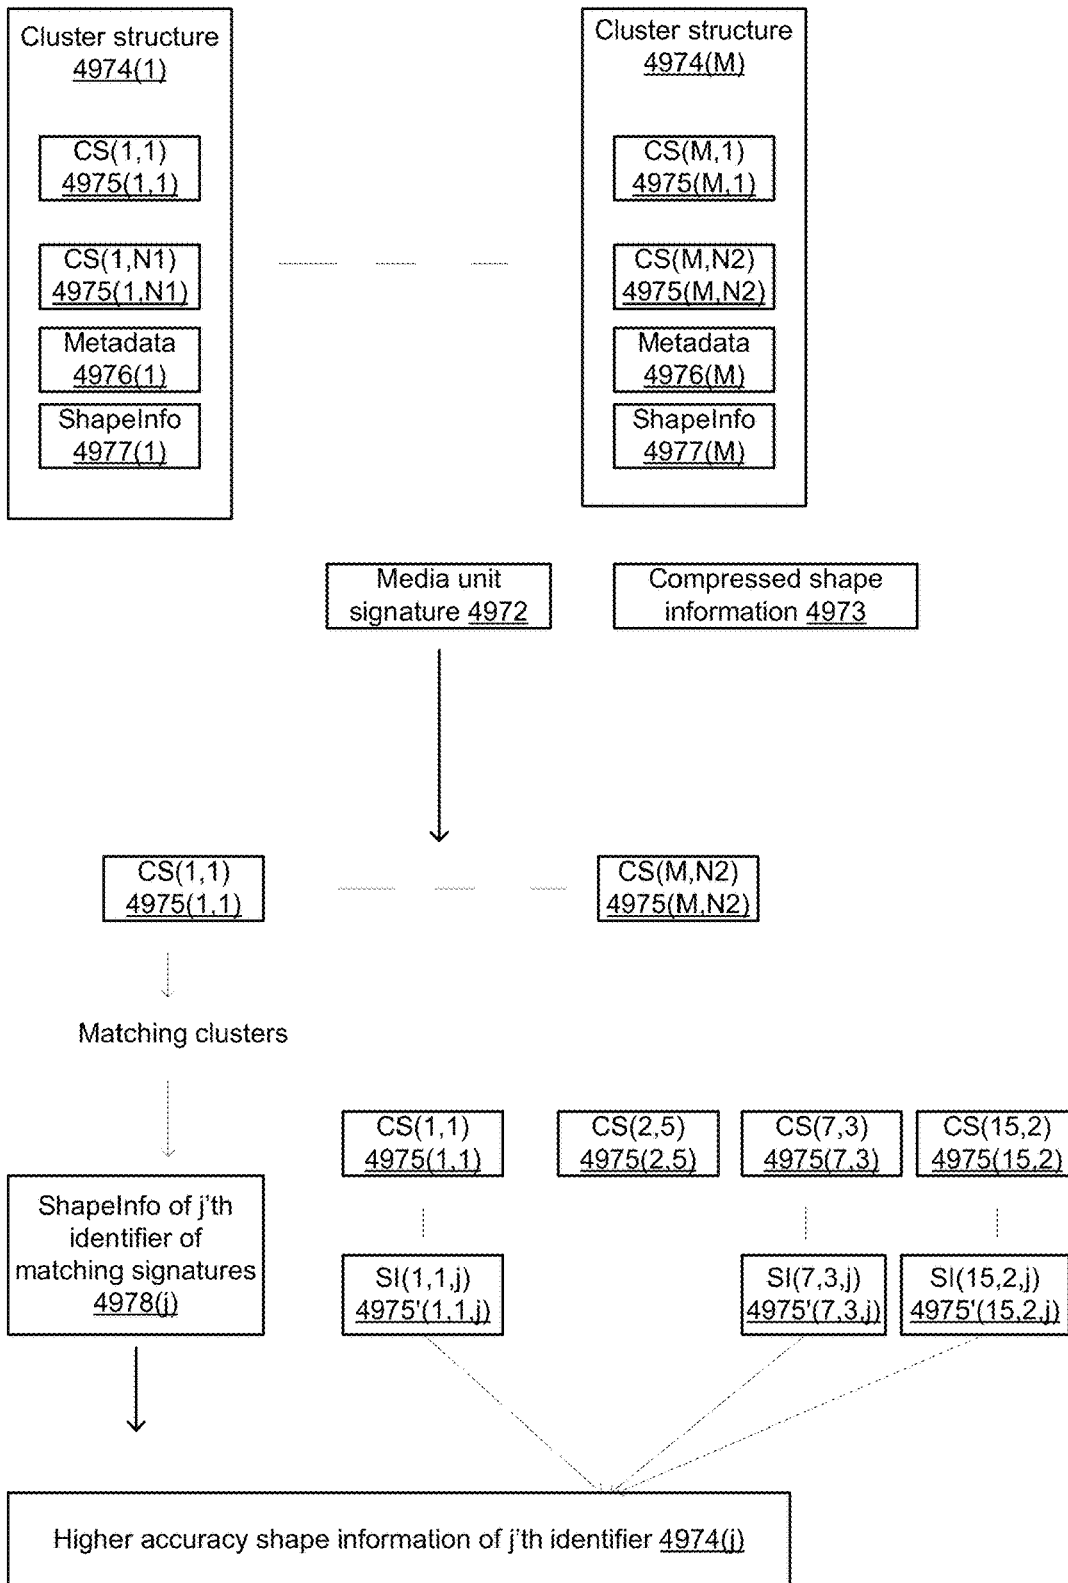 Cluster structure
4974(1)
CS(1,1)
4975(1,1)
CS(1,N1)
4975(1,N1)
Metadata
4976(1)
ShapeInfo
4977(1)
Cluster structure
4974(M)
CS(M,1)
4975(M,1)
CS(M,N2)
4975(M,N2)
Metadata
4976(M)
ShapeInfo
4977(M)
Media unit
signature 4972
Compressed shape
information 4973
CS(1,1)
4975(1,1)
CS(M,N2)
4975(M,N2)
Matching clusters
ShapeInfo of j'th
identifier of
matching signatures
4978(j)
CS(1,1)
4975(1,1)
CS(2,5)
4975(2,5)
CS(7,3)
4975(7,3)
CS(15,2)
4975(15,2)
SI(1,1,j)
4975'(1,1,j)
SI(7,3,j)
4975'(7,3,j)
SI(15,2,j)
4975'(15,2,j)
Higher accuracy shape information of j'th identifier 4974(j)